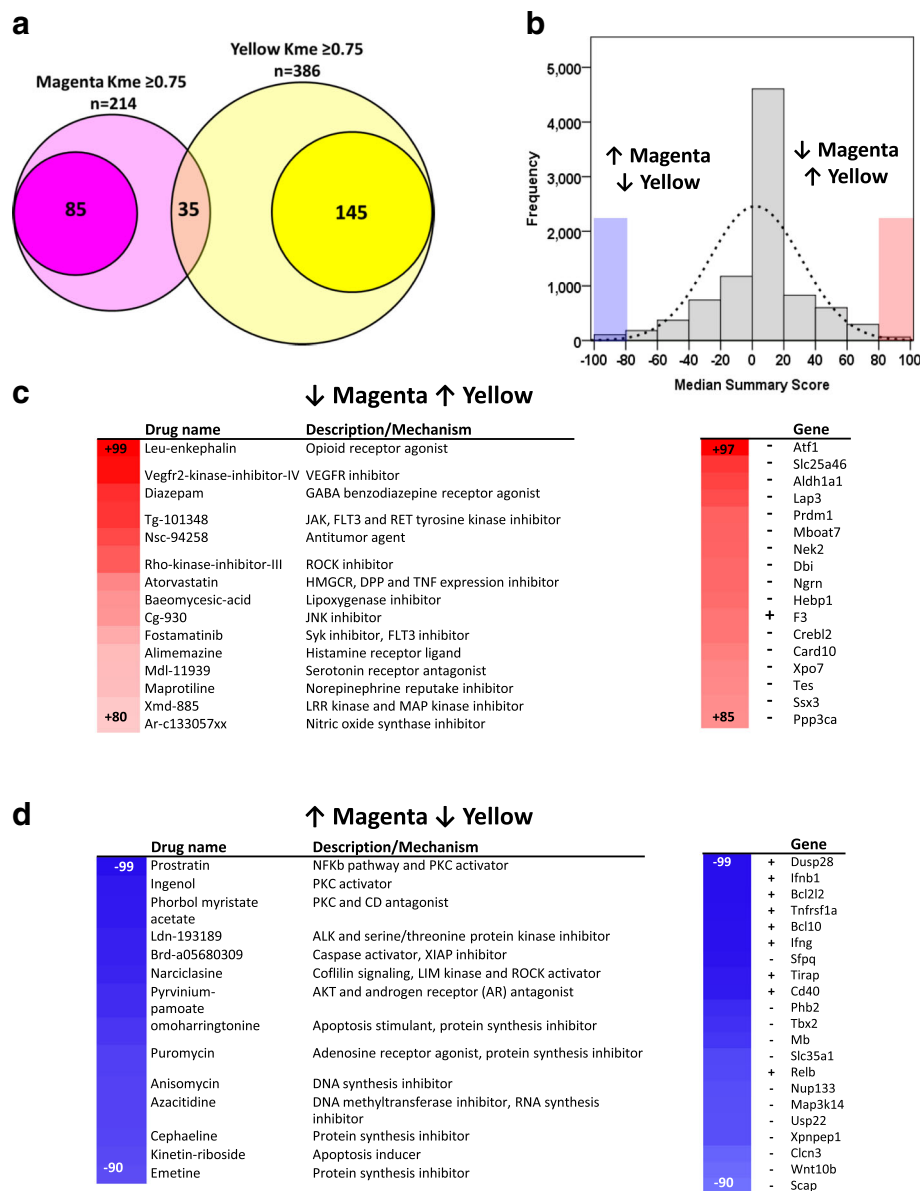 a
Yellow Kme ≥0.75
n=386
Magenta Kme ≥0.75
n=214
85
35
145
b
5,000
4,000
3,000
2,000
1,000
0
Frequency
↑ Magenta
↓ Yellow
↓ Magenta
↑ Yellow
-100 -80 -60 -40 -20 0 20 40 60 80 100
Median Summary Score
c
↓ Magenta ↑ Yellow
Drug name Description/Mechanism
+99 Leu-enkephalin Opioid receptor agonist
Vegfr2-kinase-inhibitor-IV VEGFR inhibitor
Diazepam GABA benzodiazepine receptor agonist
Tg-101348 JAK, FLT3 and RET tyrosine kinase inhibitor
Nsc-94258 Antitumor agent
Rho-kinase-inhibitor-III ROCK inhibitor
Atorvastatin HMGCR, DPP and TNF expression inhibitor
Baeomycesic-acid Lipoxygenase inhibitor
Cg-930 JNK inhibitor
Fostamatinib Syk inhibitor, FLT3 inhibitor
Alimemazine Histamine receptor ligand
Mdl-11939 Serotonin receptor antagonist
Maprotiline Norepinephrine reputake inhibitor
Xmd-885 LRR kinase and MAP kinase inhibitor
+80 Ar-c133057xx Nitric oxide synthase inhibitor
Gene
+97 - Atf1
- Slc25a46
- Aldh1a1
- Lap3
- Prdm1
- Mboat7
- Nek2
- Dbi
- Ngrn
- Hebp1
+ F3
- Crebl2
- Card10
- Xpo7
- Tes
- Ssx3
+85 - Ppp3ca
d
↑ Magenta ↓ Yellow
Drug name Description/Mechanism
-99 Prostratin NFKb pathway and PKC activator
Ingenol PKC activator
Phorbol myristate PKC and CD antagonist
acetate
Ldn-193189 ALK and serine/threonine protein kinase inhibitor
Brd-a05680309 Caspase activator, XIAP inhibitor
Narciclasine Coflilin signaling, LIM kinase and ROCK activator
Pyrvinium- AKT and androgen receptor (AR) antagonist
pamoate
omoharringtonine Apoptosis stimulant, protein synthesis inhibitor
Puromycin Adenosine receptor agonist, protein synthesis inhibitor
Anisomycin DNA synthesis inhibitor
Azacitidine DNA methyltransferase inhibitor, RNA synthesis
inhibitor
Cephaeline Protein synthesis inhibitor
Kinetin-riboside Apoptosis inducer
-90 Emetine Protein synthesis inhibitor
Gene
-99 + Dusp28
+ Ifnb1
+ Bcl2l2
+ Tnfrsf1a
+ Bcl10
+ Ifng
- Sfpq
+ Tirap
+ Cd40
- Phb2
- Tbx2
- Mb
- Slc35a1
+ Relb
- Nup133
- Map3k14
- Usp22
- Xpnpep1
- Clcn3
- Wnt10b
-90 - Scap